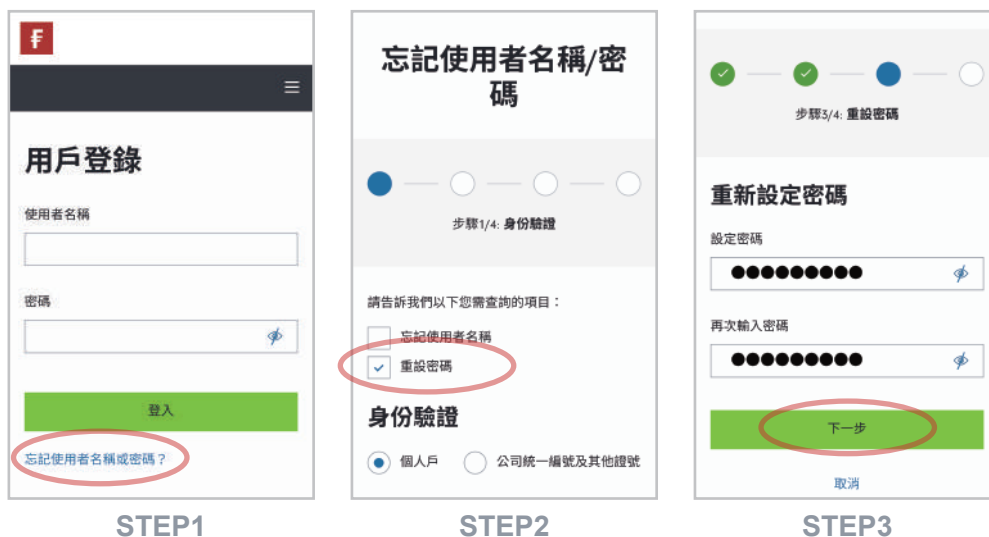 用戶登錄
使用者名稱
密碼
登入
忘記使用者名稱或密碼？
STEP1
忘記使用者名稱/密
碼
步驟1/4: 身份驗證
請告訴我們以下您需查詢的項目：
忘記使用者名稱
重設密碼
身份驗證
個人戶
公司統一編號及其他證號
STEP2
步驟3/4: 重設密碼
重新設定密碼
設定密碼
再次輸入密碼
下一步
取消
STEP3